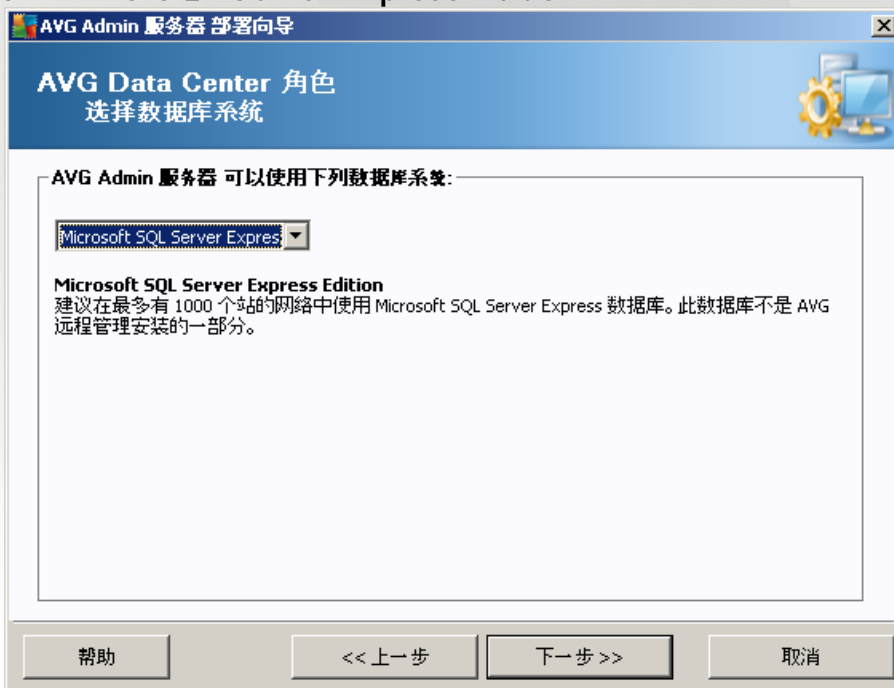 AVG Admin 服务器 部署向导
AVG Data Center 角色
选择数据库系统
AVG Admin 服务器 可以使用下列数据库系统:
Microsoft SQL Server Expres
Microsoft SQL Server Express Edition
建议在最多有 1000 个站的网络中使用 Microsoft SQL Server Express 数据库。此数据库不是 AVG
远程管理安装的一部分。
帮助
<< 上一步
下一步 >>
取消